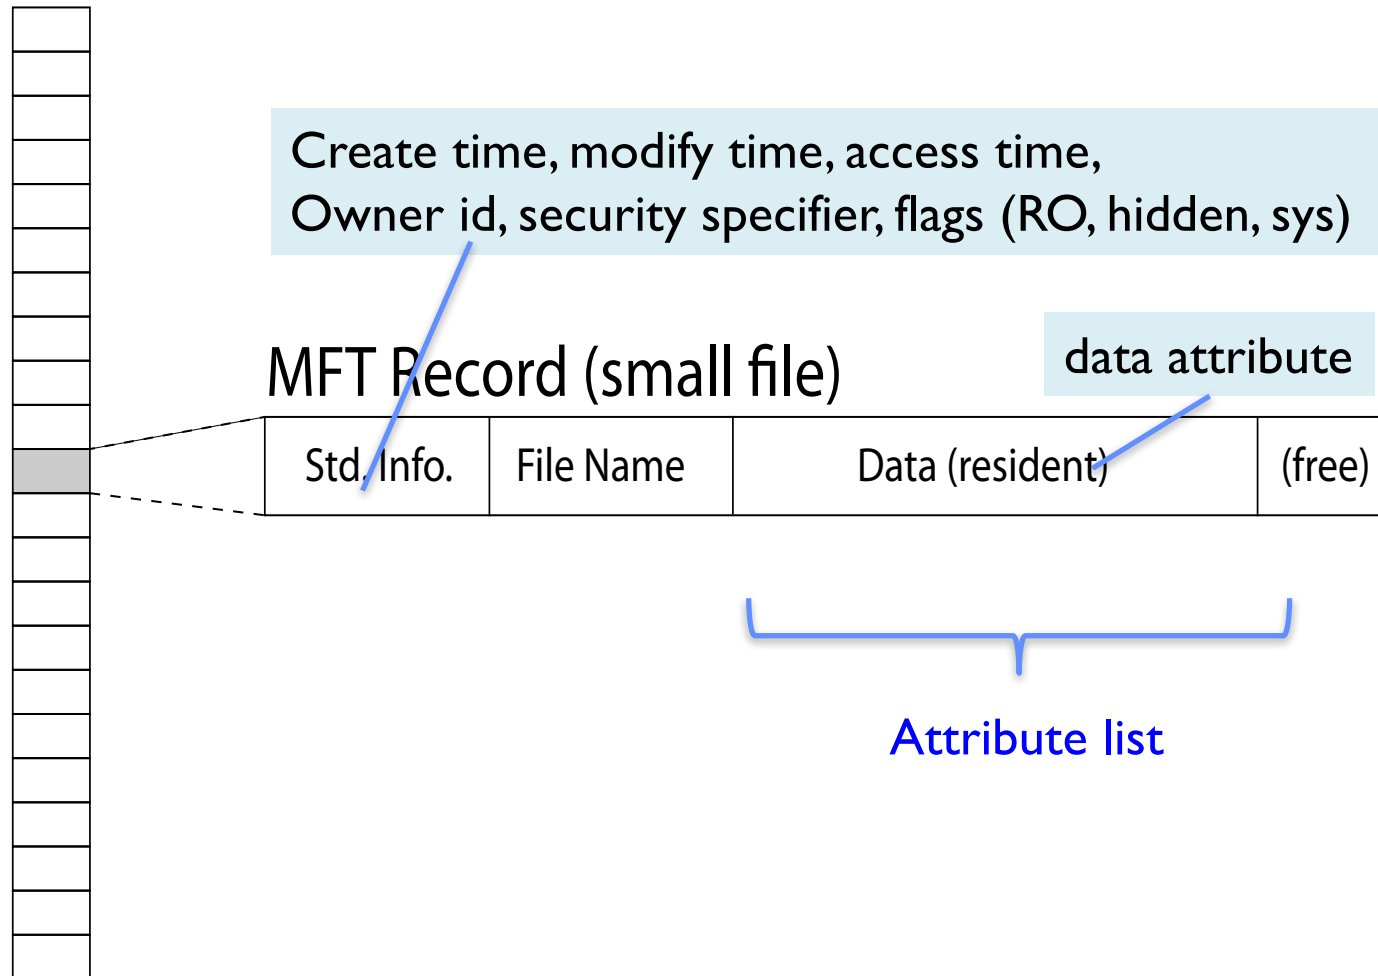 Create time, modify time, access time,
Owner id, security specifier, flags (RO, hidden, sys)
MFT Record (small file)
data attribute
Std. Info.
File Name
Data (resident)
(free)
Attribute list